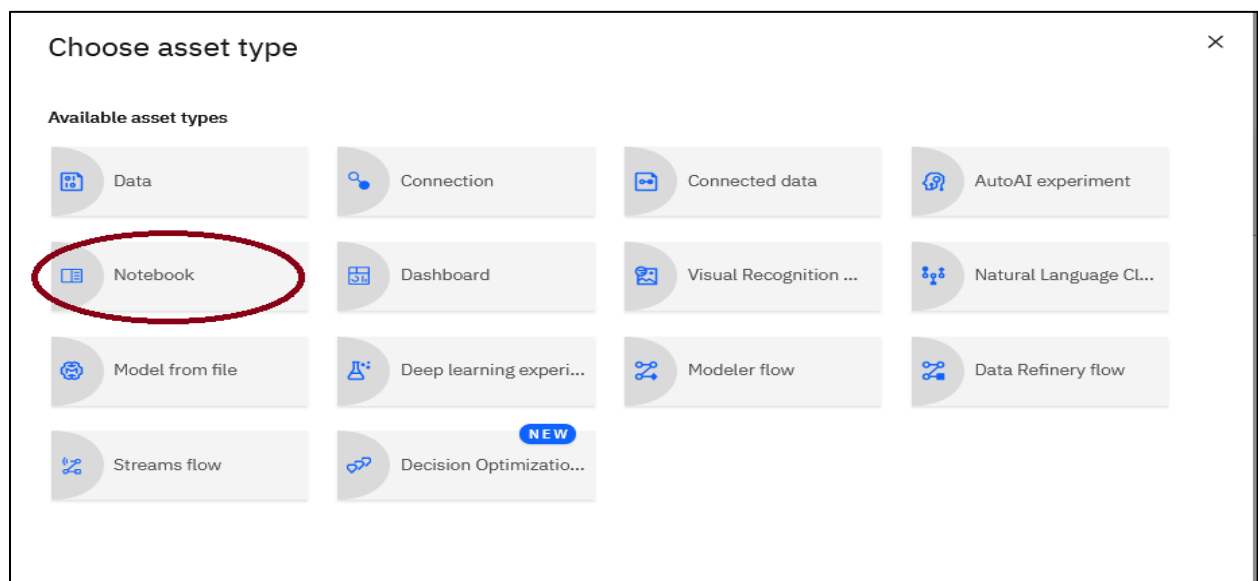 Choose asset type
Available asset types
Data
Connection
Connected data
AutoAI experiment
Notebook
Dashboard
Visual Recognition ...
Natural Language Cl...
Model from file
Deep learning experi...
Modeler flow
Data Refinery flow
NEW
Streams flow
Decision Optimizatio...